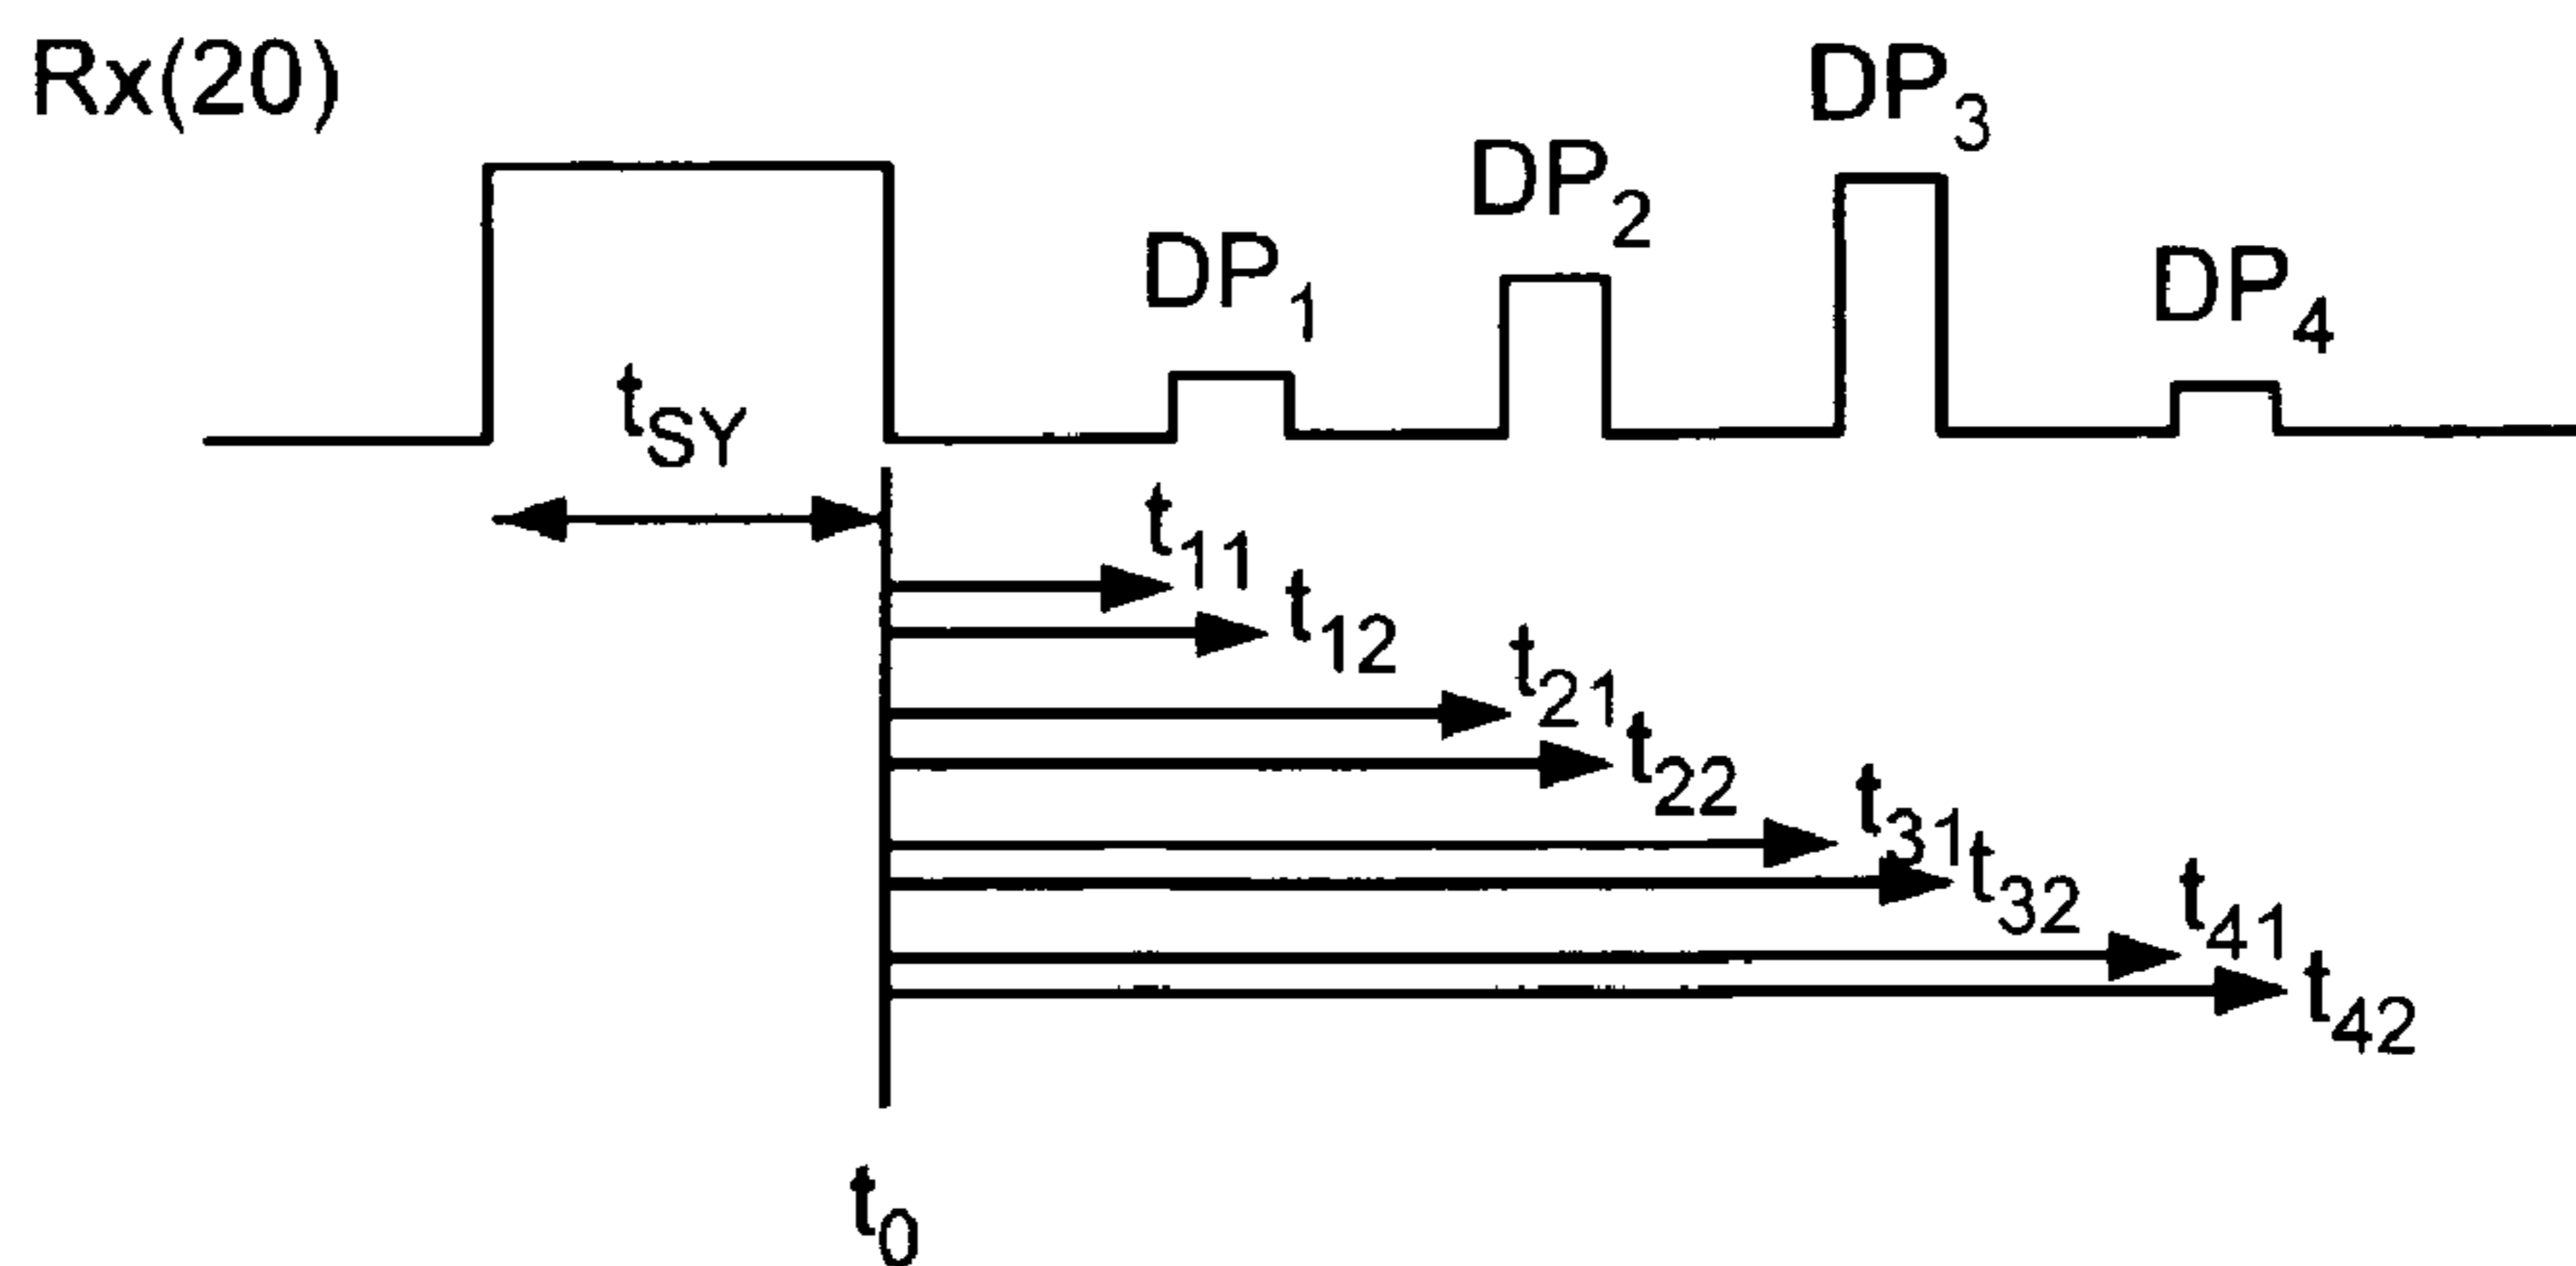 Rx(20)
DP1
DP2
DP3
DP4
tSY
t11
t12
t21
t22
t31
t32
t41
t42
t0